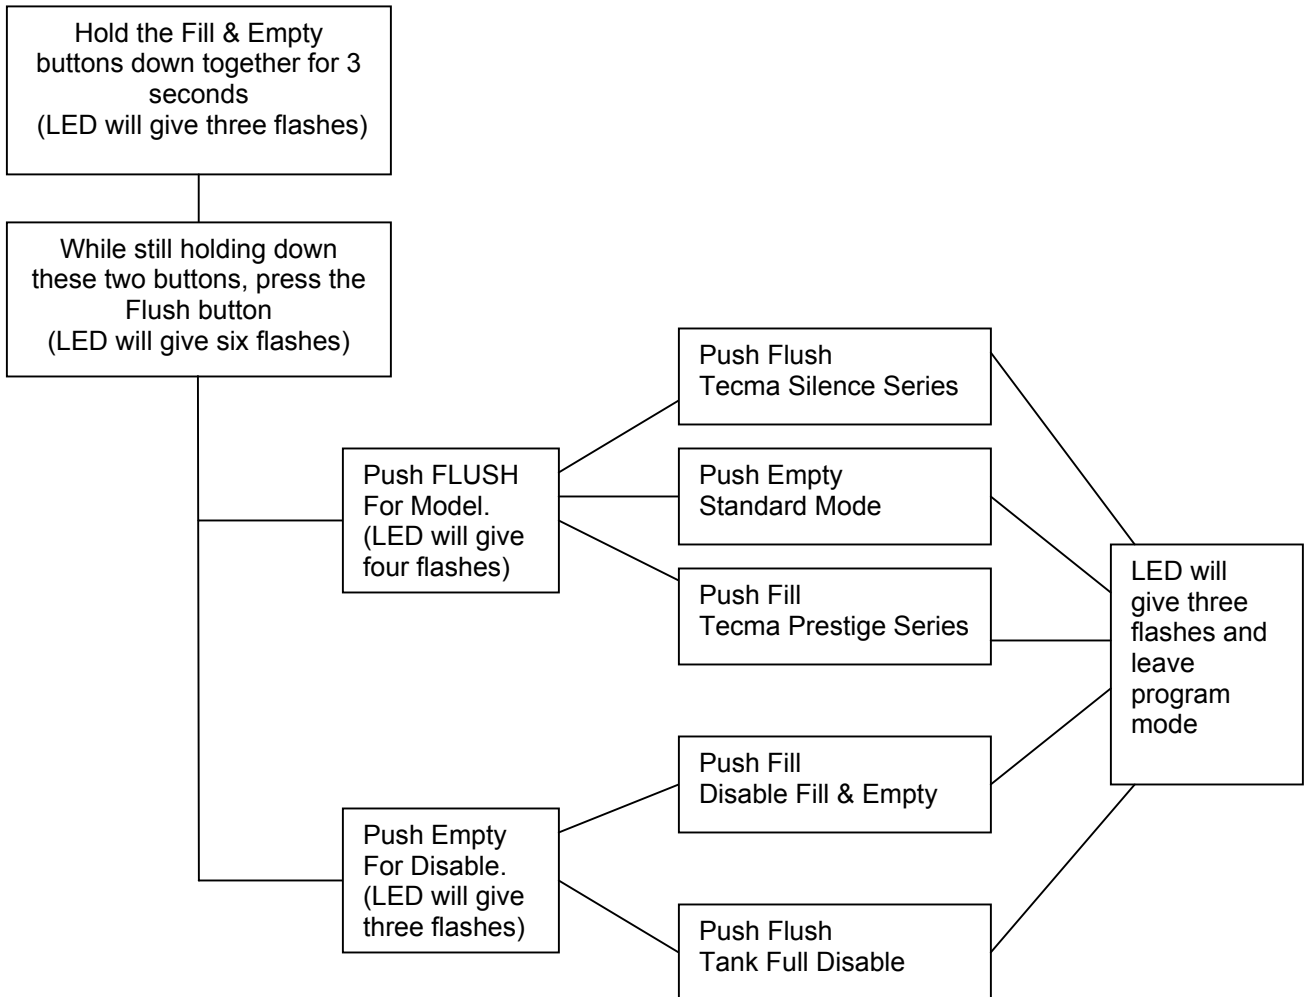 Hold the Fill & Empty
buttons down together for 3
seconds
(LED will give three flashes)
While still holding down
these two buttons, press the
Flush button
(LED will give six flashes)
Push FLUSH
For Model.
(LED will give
four flashes)
Push Flush
Tecma Silence Series
Push Empty
Standard Mode
Push Fill
Tecma Prestige Series
Push Empty
For Disable.
(LED will give
three flashes)
Push Fill
Disable Fill & Empty
Push Flush
Tank Full Disable
LED will
give three
flashes and
leave
program
mode